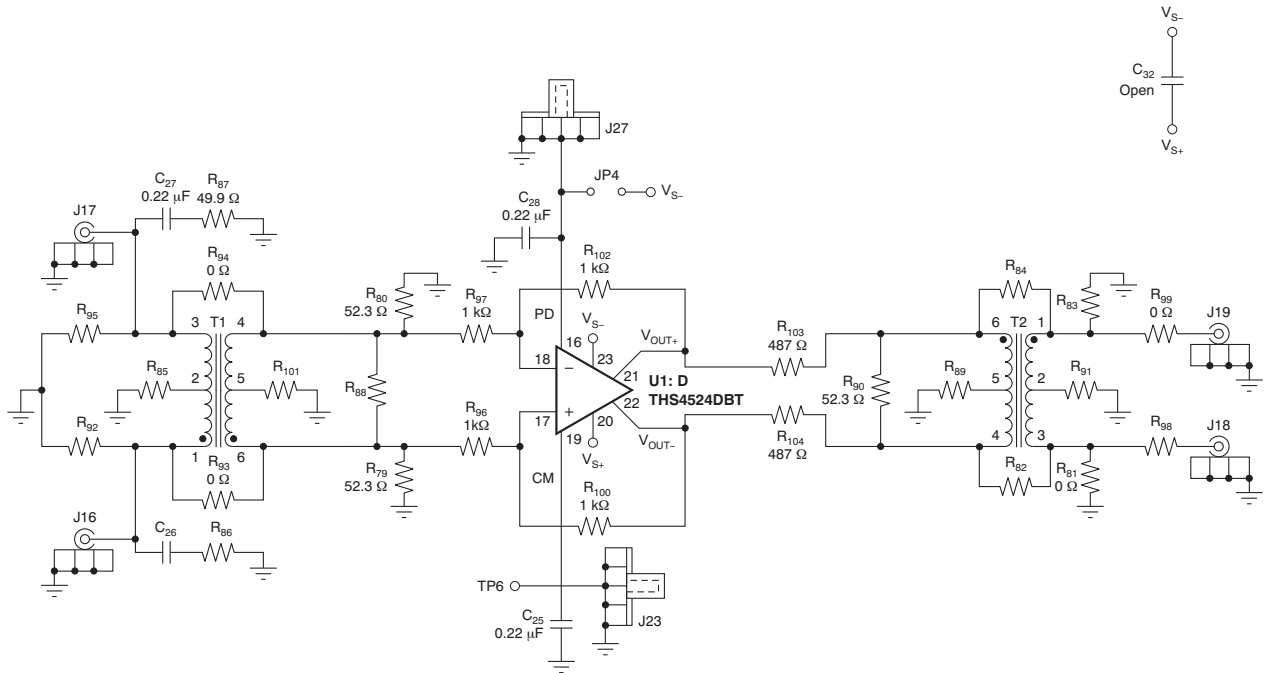 V_S−
C_32
Open
V_S+
J27
JP4
V_S−
C_28
0.22 μF
C_27
0.22 μF
R_87
49.9 Ω
J17
R_94
0 Ω
R_95
3
T1
4
R_85
2
5
R_101
R_92
1
6
R_93
0 Ω
J16
C_26
R_86
R_80
52.3 Ω
R_88
R_79
52.3 Ω
R_97
1 kΩ
R_96
1kΩ
R_102
1 kΩ
PD
V_S−
16
23
18
−
21
V_OUT+
U1: D
THS4524DBT
+
17
22
20
19
V_S+
V_OUT−
CM
R_100
1 kΩ
TP6
J23
C_25
0.22 μF
R_103
487 Ω
R_104
487 Ω
R_90
52.3 Ω
R_84
R_83
R_99
0 Ω
J19
6
T2
1
R_89
5
2
R_91
4
3
R_82
R_81
0 Ω
R_98
J18